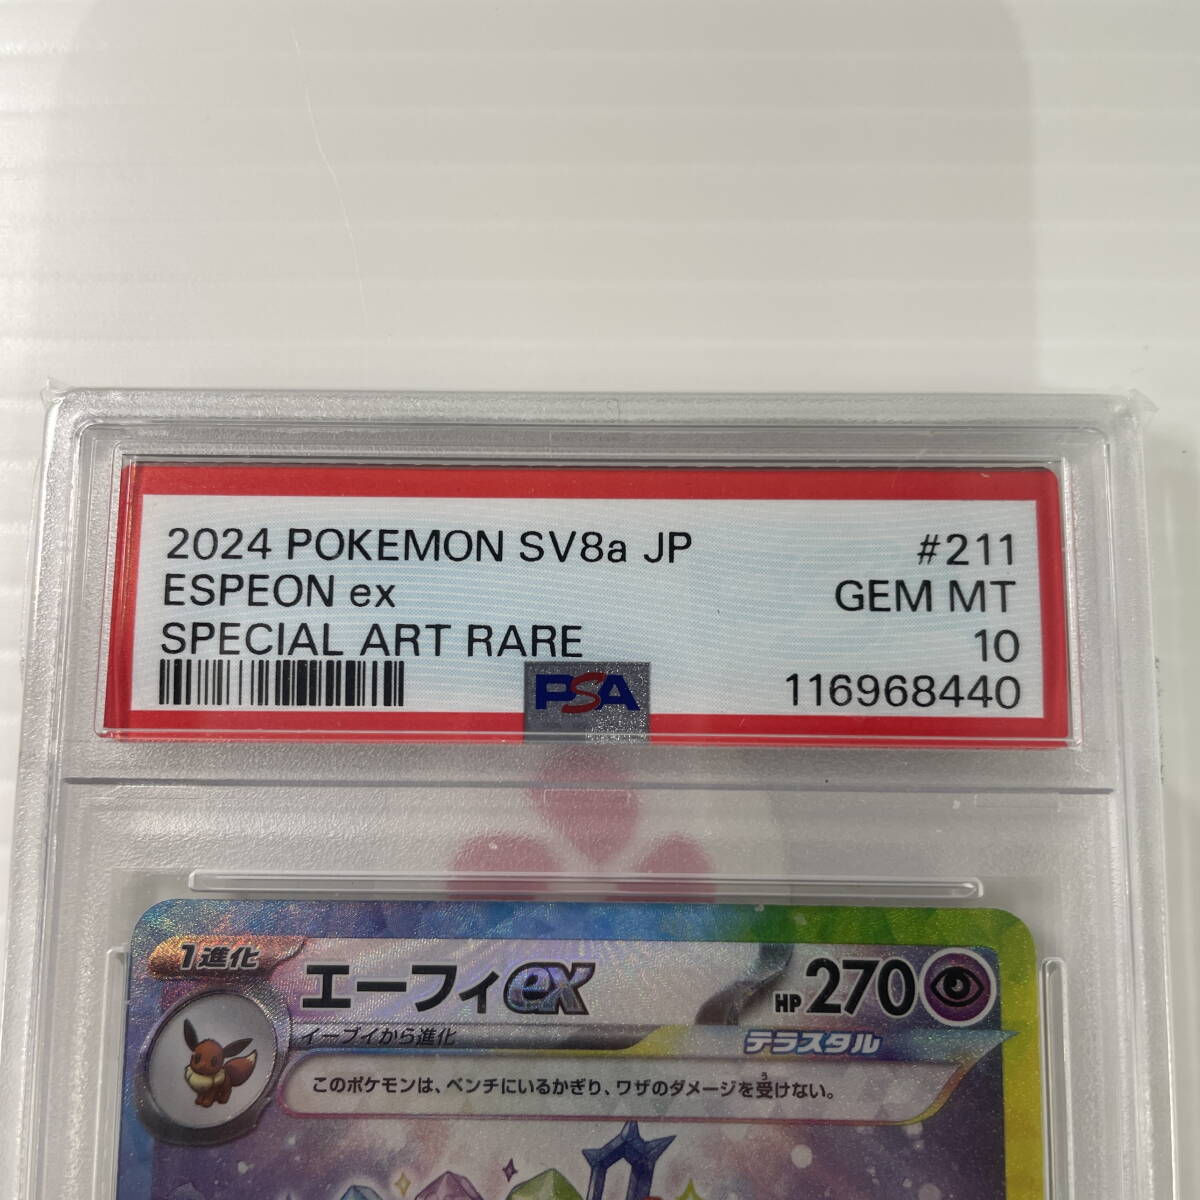 2024 POKEMON SV8a JP #211
ESPEON ex GEM MT
SPECIAL ART RARE 10
PSA 116968440
1進化
エーフィex HP270
イーブイから進化 テラスタル
このポケモンは、ベンチにいるかぎり、ワザのダメージを受けない。